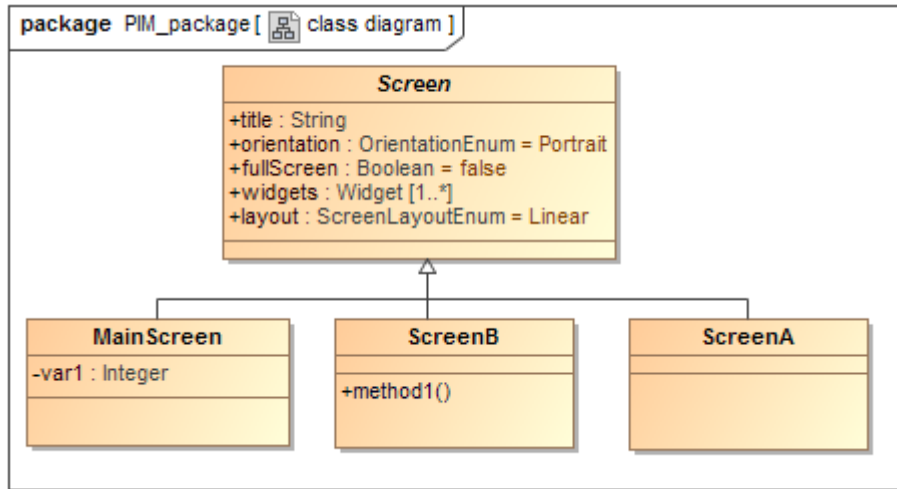 package PIM_package [ class diagram ]
Screen
+title : String
+orientation : OrientationEnum = Portrait
+fullScreen : Boolean = false
+widgets : Widget [1..*]
+layout : ScreenLayoutEnum = Linear
MainScreen
-var1 : Integer
ScreenB
+method1()
ScreenA